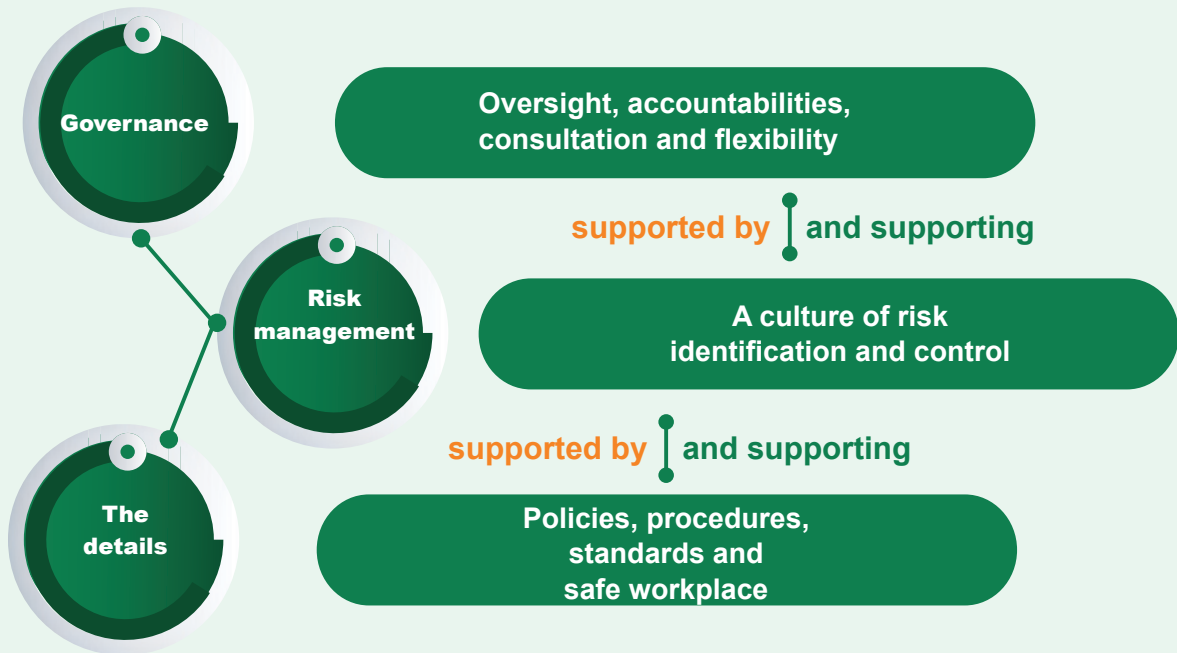 Governance
Oversight, accountabilities,
consultation and flexibility
supported by and supporting
Risk
management
A culture of risk
identification and control
supported by and supporting
The
details
Policies, procedures,
standards and
safe workplace